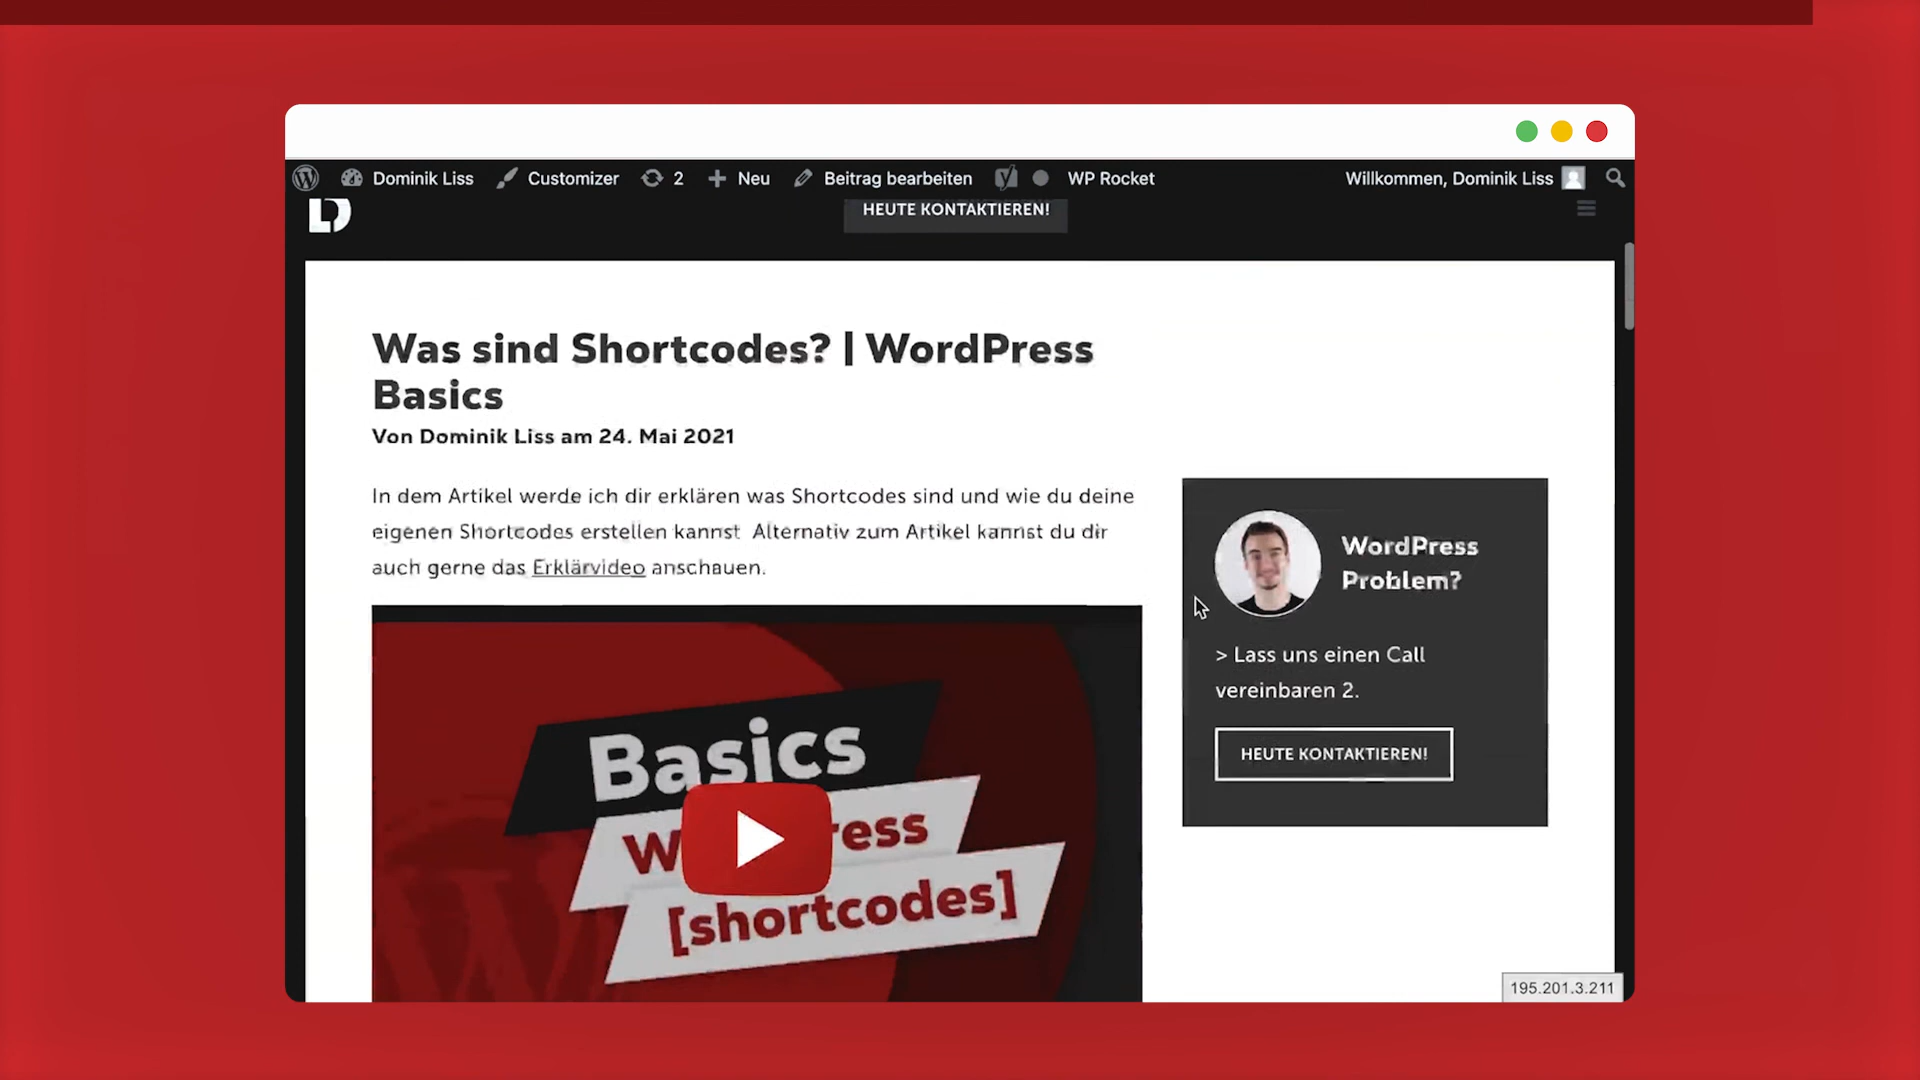 Dominik Liss Customizer 2 Neu Beitrag bearbeiten WP Rocket Willkommen, Dominik Liss
HEUTE KONTAKTIEREN!
Was sind Shortcodes? | WordPress
Basics
Von Dominik Liss am 24. Mai 2021
In dem Artikel werde ich dir erklären was Shortcodes sind und wie du deine
eigenen Shortcodes erstellen kannst Alternativ zum Artikel kannst du dir
auch gerne das Erklärvideo anschauen.
WordPress
Problem?
> Lass uns einen Call
vereinbaren 2.
HEUTE KONTAKTIEREN!
Basics
[shortcodes]
195.201.3.211